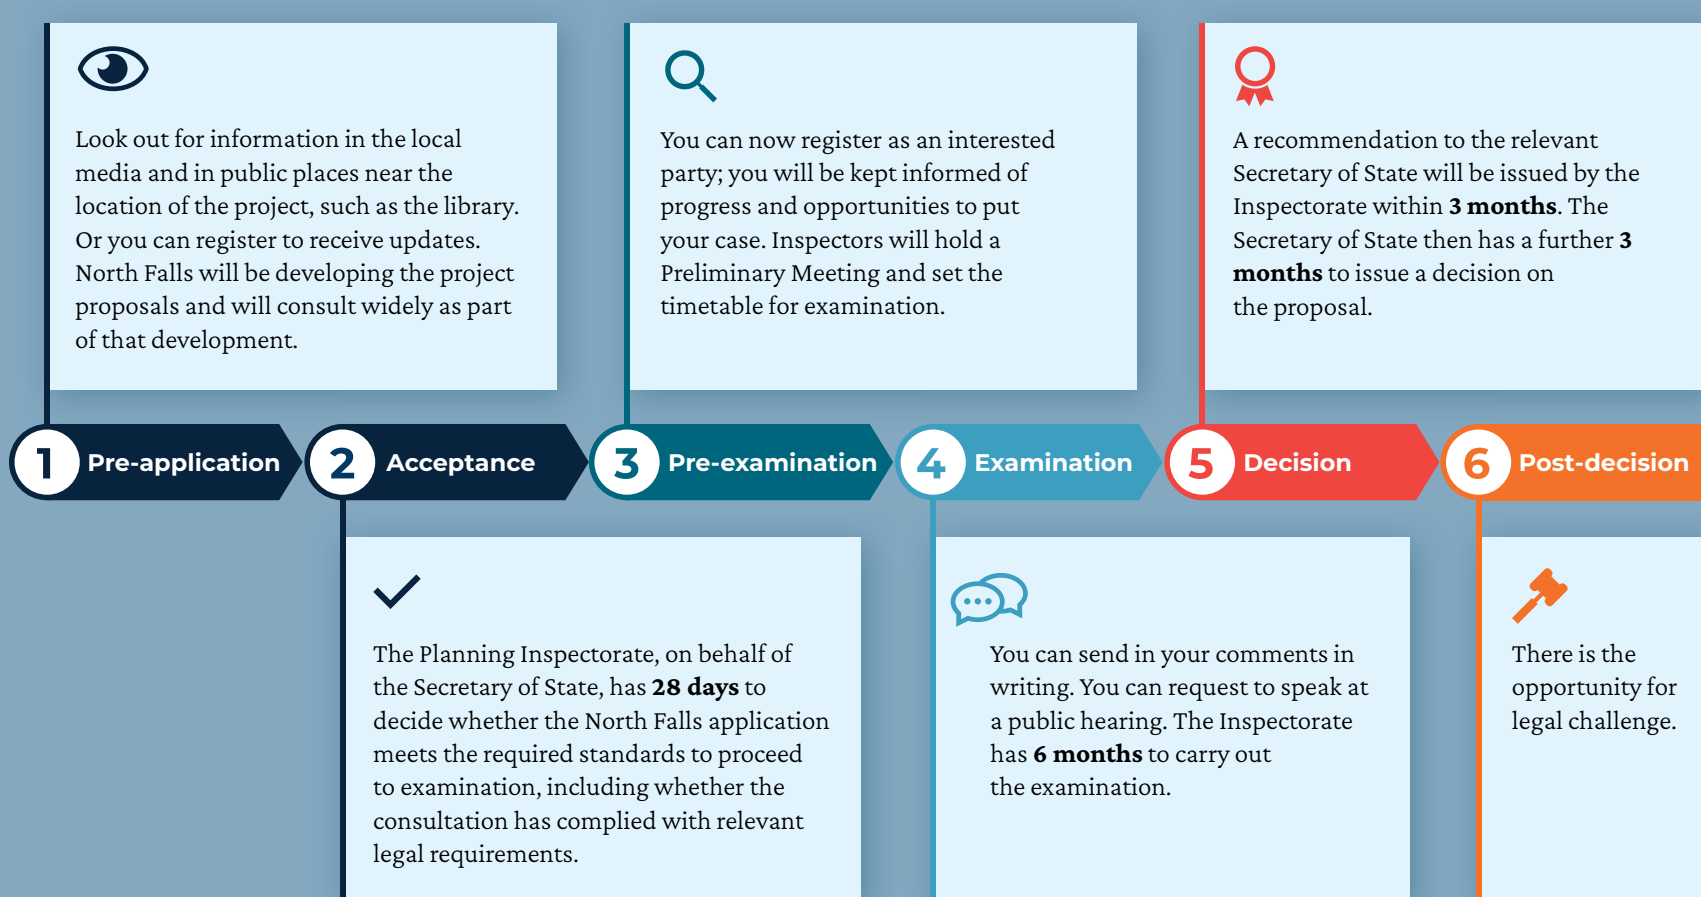 Look out for information in the local
media and in public places near the
location of the project, such as the library.
Or you can register to receive updates.
North Falls will be developing the project
proposals and will consult widely as part
of that development.
You can now register as an interested
party; you will be kept informed of
progress and opportunities to put
your case. Inspectors will hold a
Preliminary Meeting and set the
timetable for examination.
A recommendation to the relevant
Secretary of State will be issued by the
Inspectorate within 3 months. The
Secretary of State then has a further 3
months to issue a decision on
the proposal.
1 Pre-application
2 Acceptance
3 Pre-examination
4 Examination
5 Decision
6 Post-decision
The Planning Inspectorate, on behalf of
the Secretary of State, has 28 days to
decide whether the North Falls application
meets the required standards to proceed
to examination, including whether the
consultation has complied with relevant
legal requirements.
You can send in your comments in
writing. You can request to speak at
a public hearing. The Inspectorate
has 6 months to carry out
the examination.
There is the
opportunity for
legal challenge.